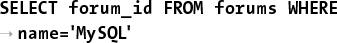 SELECT forum_id FROM forums WHERE
→ name='MySQL'